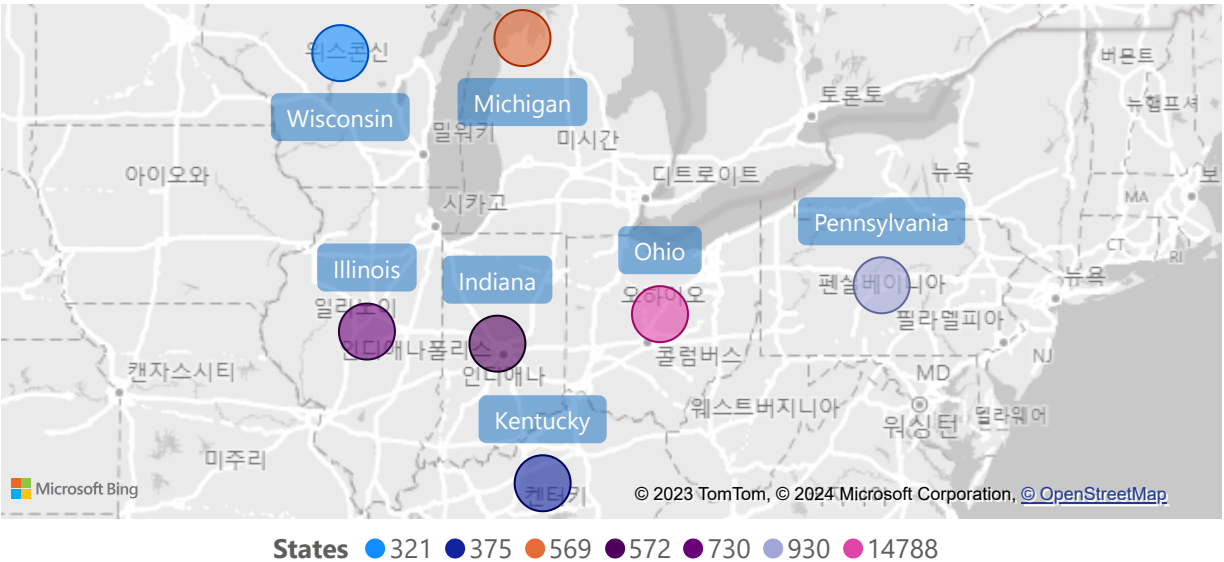 위스콘신
Wisconsin
Michigan
버몬트
토론토
뉴햄프셔
밀워키
미시간
아이오와
디트로이트
뉴욕
보
MA
시카고
Pennsylvania
CT
RI
Ohio
Illinois
Indiana
뉴욕
펜실베이니아
일리노이
오하이오
필라델피아
인디애나폴리스
콜럼버스
NJ
캔자스시티
인디애나
MD
웨스트버지니아
델라웨어
Kentucky
워싱턴
미주리
Microsoft Bing
켄터키
© 2023 TomTom, © 2024 Microsoft Corporation, © OpenStreetMap
States 321 375 569 572 730 930 14788